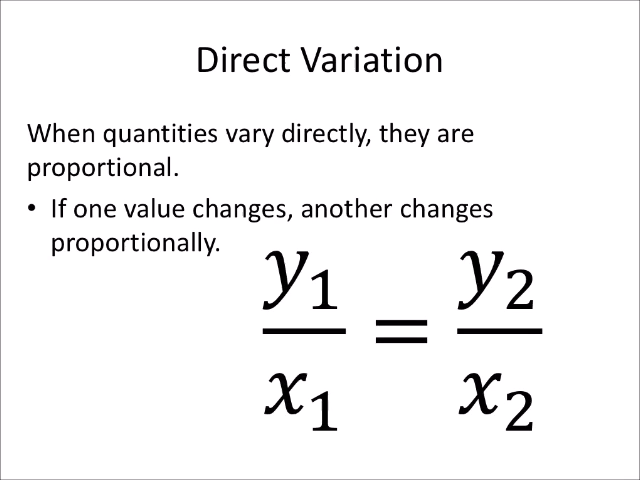 Direct Variation
When quantities vary directly, they are
proportional.
• If one value changes, another changes
proportionally.
y₁/x₁ = y₂/x₂